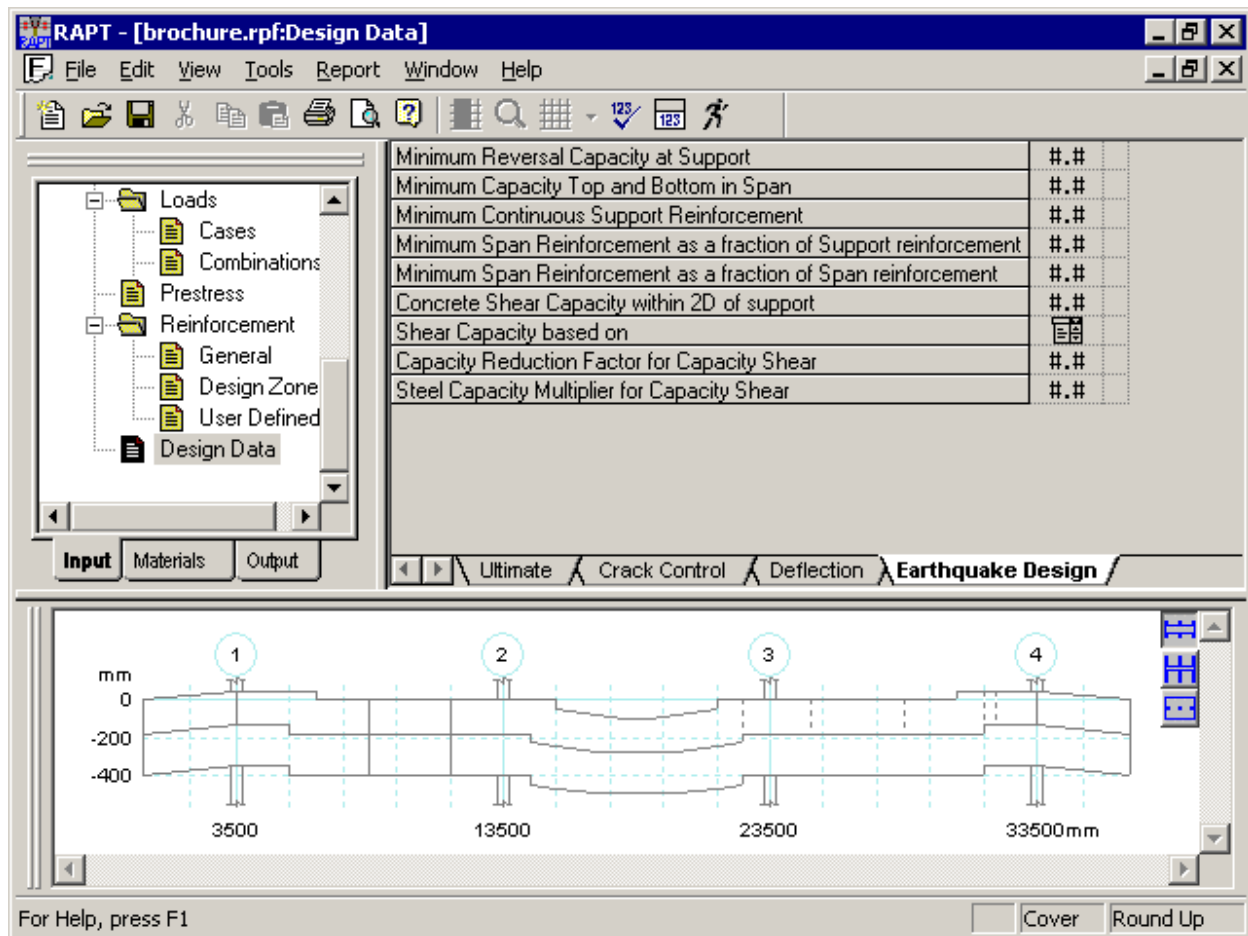 RAPT - [brochure.rpf:Design Data]
File Edit View Tools Report Window Help
Loads
Cases
Combinations
Prestress
Reinforcement
General
Design Zone
User Defined
Design Data
Input Materials Output
Minimum Reversal Capacity at Support #.#
Minimum Capacity Top and Bottom in Span #.#
Minimum Continuous Support Reinforcement #.#
Minimum Span Reinforcement as a fraction of Support reinforcement #.#
Minimum Span Reinforcement as a fraction of Span reinforcement #.#
Concrete Shear Capacity within 2D of support #.#
Shear Capacity based on
Capacity Reduction Factor for Capacity Shear #.#
Steel Capacity Multiplier for Capacity Shear #.#
Ultimate Crack Control Deflection Earthquake Design
1 2 3 4
mm
0
-200
-400
3500 13500 23500 33500mm
For Help, press F1 Cover Round Up